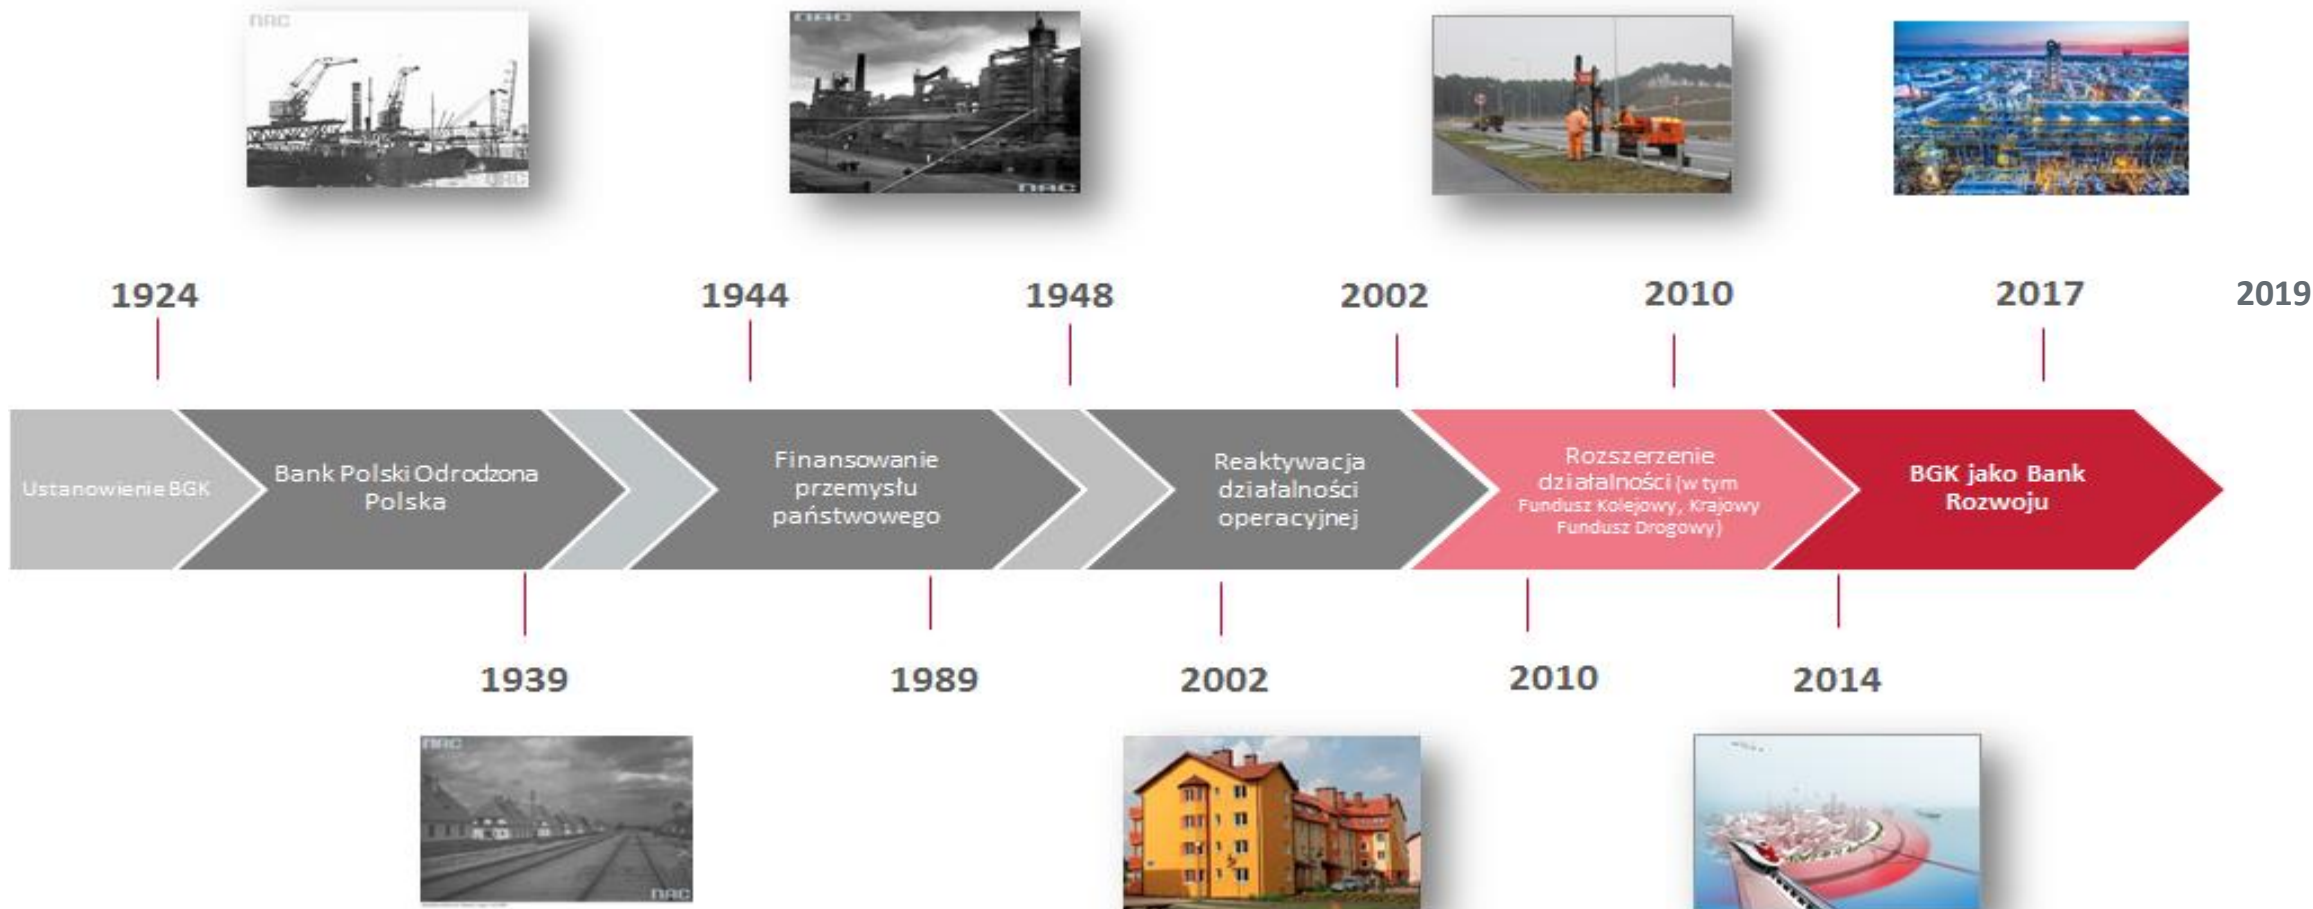 NAC
NAC
NAC
NAC
1924
1944
1948
2002
2010
2017
2019
Ustanowienie BGK
Bank Polski Odrodzona
Polska
Finansowanie
przemysłu
państwowego
Reaktywacja
działalności
operacyjnej
Rozszerzenie
działalności (w tym
Fundusz Kolejowy, Krajowy
Fundusz Drogowy)
BGK jako Bank
Rozwoju
1939
1989
2002
2010
2014
NAC
NAC